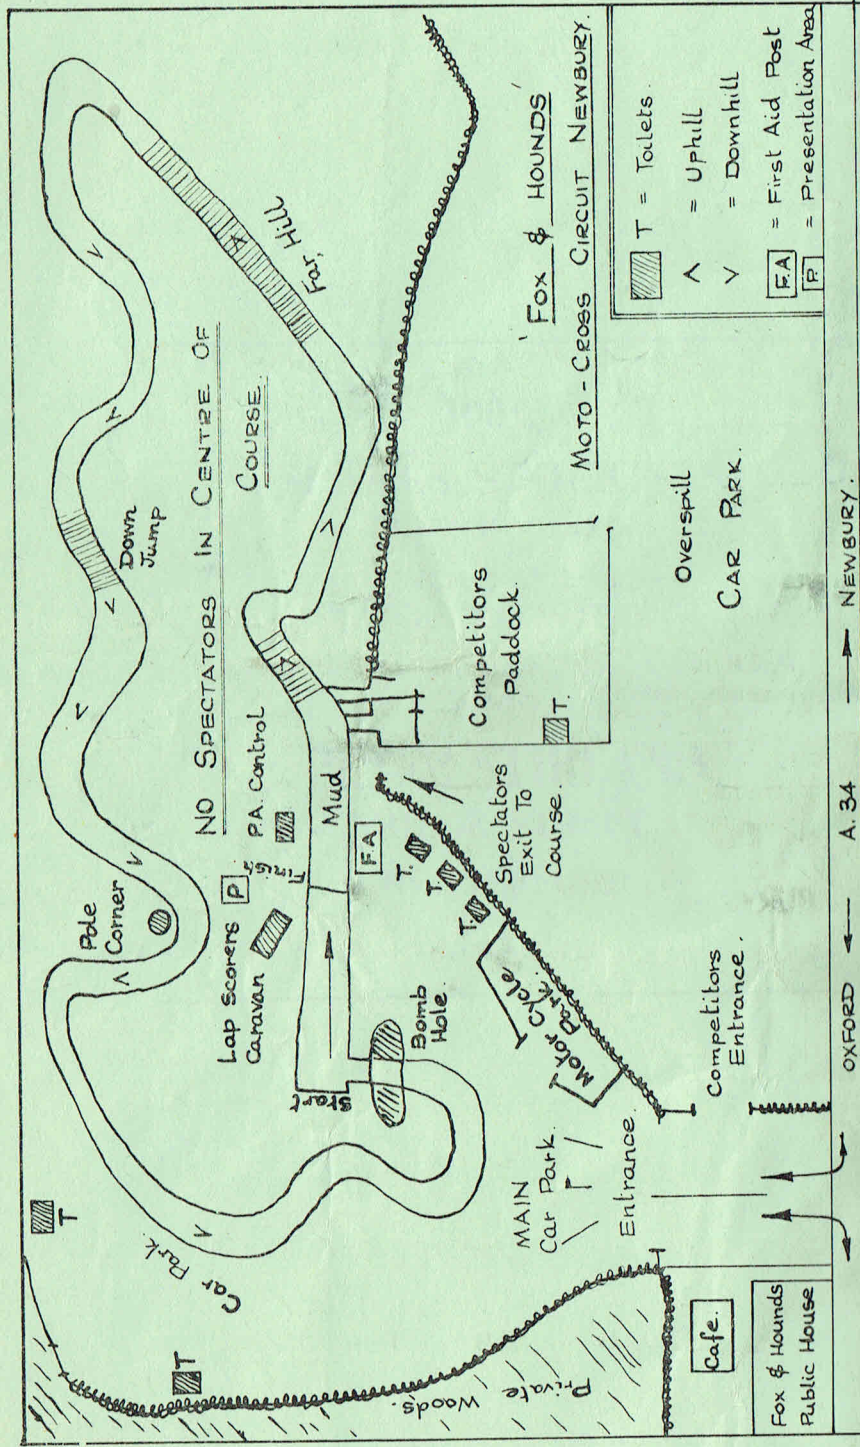 'FOX & HOUNDS'
MOTO-CROSS CIRCUIT NEWBURY.
T = Toilets.
= Uphill
= Downhill
F.A = First Aid Post
P. = Presentation Area
NO SPECTATORS IN CENTRE OF
COURSE.
Far, Hill
Down
Jump
Pole
Corner
Car Park.
T
T
Private
Woods.
Lap Scorers
Caravan
P
P.A. Control
Start
Mud
Bomb
Hole.
F.A
T.
T.
T.
Spectators
Exit To
Course.
Competitors
Paddock.
T.
Motor Cycle
Park.
MAIN
Car Park.
Entrance.
Competitors
Entrance.
Overspill
CAR PARK.
Cafe.
Fox & Hounds
Public House
OXFORD
A.34
NEWBURY.